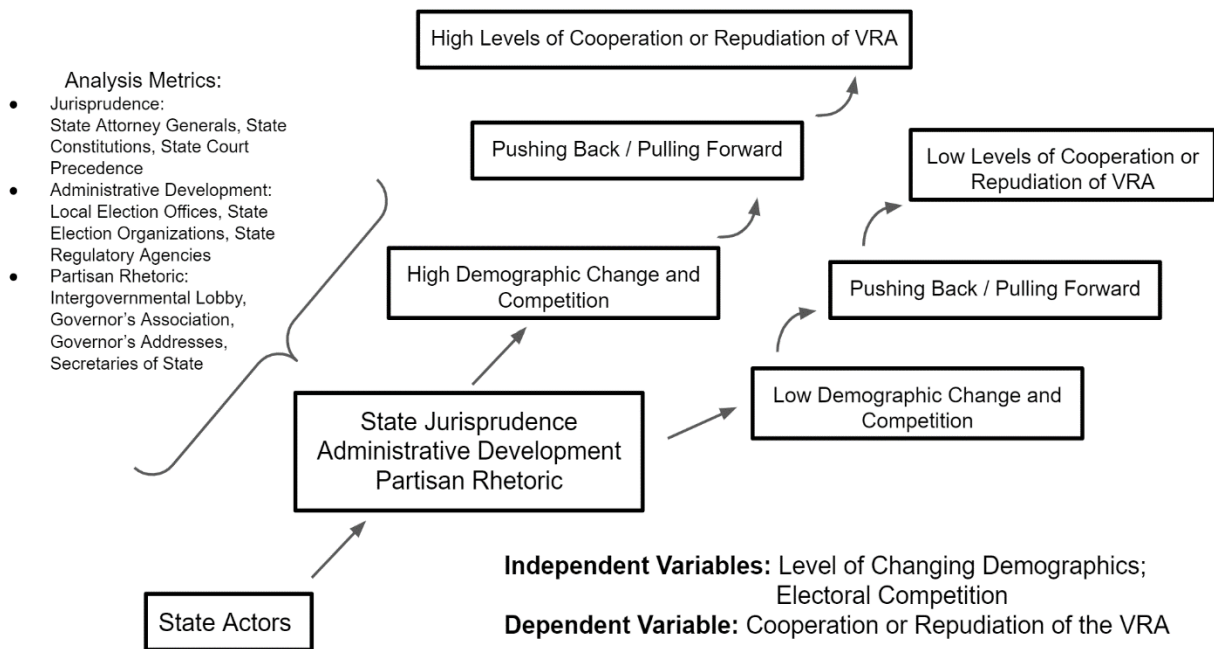 High Levels of Cooperation or Repudiation of VRA
Analysis Metrics:
● Jurisprudence:
State Attorney Generals, State
Constitutions, State Court
Precedence
● Administrative Development:
Local Election Offices, State
Election Organizations, State
Regulatory Agencies
● Partisan Rhetoric:
Intergovernmental Lobby,
Governor's Association,
Governor's Addresses,
Secretaries of State
Pushing Back / Pulling Forward
Low Levels of Cooperation or
Repudiation of VRA
High Demographic Change and
Competition
Pushing Back / Pulling Forward
Low Demographic Change and
Competition
State Jurisprudence
Administrative Development
Partisan Rhetoric
State Actors
Independent Variables: Level of Changing Demographics;
Electoral Competition
Dependent Variable: Cooperation or Repudiation of the VRA